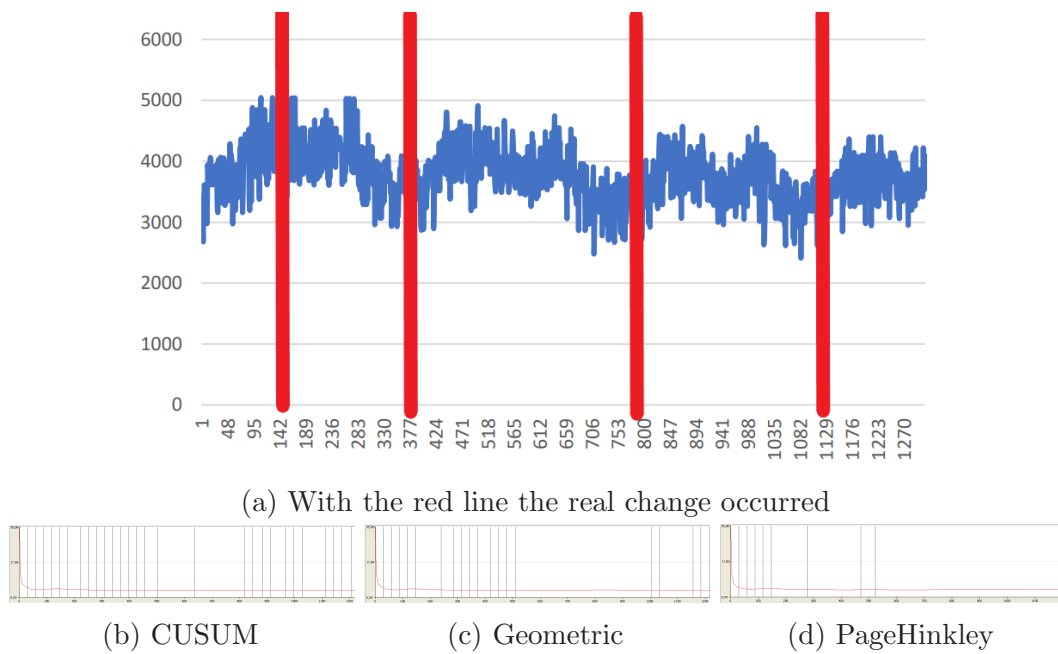 6000
5000
4000
3000
2000
1000
0
1 48 95 142 189 236 283 330 377 424 471 518 565 612 659 706 753 800 847 894 941 988 1035 1082 1129 1176 1223 1270
(a) With the red line the real change occurred
(b) CUSUM (c) Geometric (d) PageHinkley